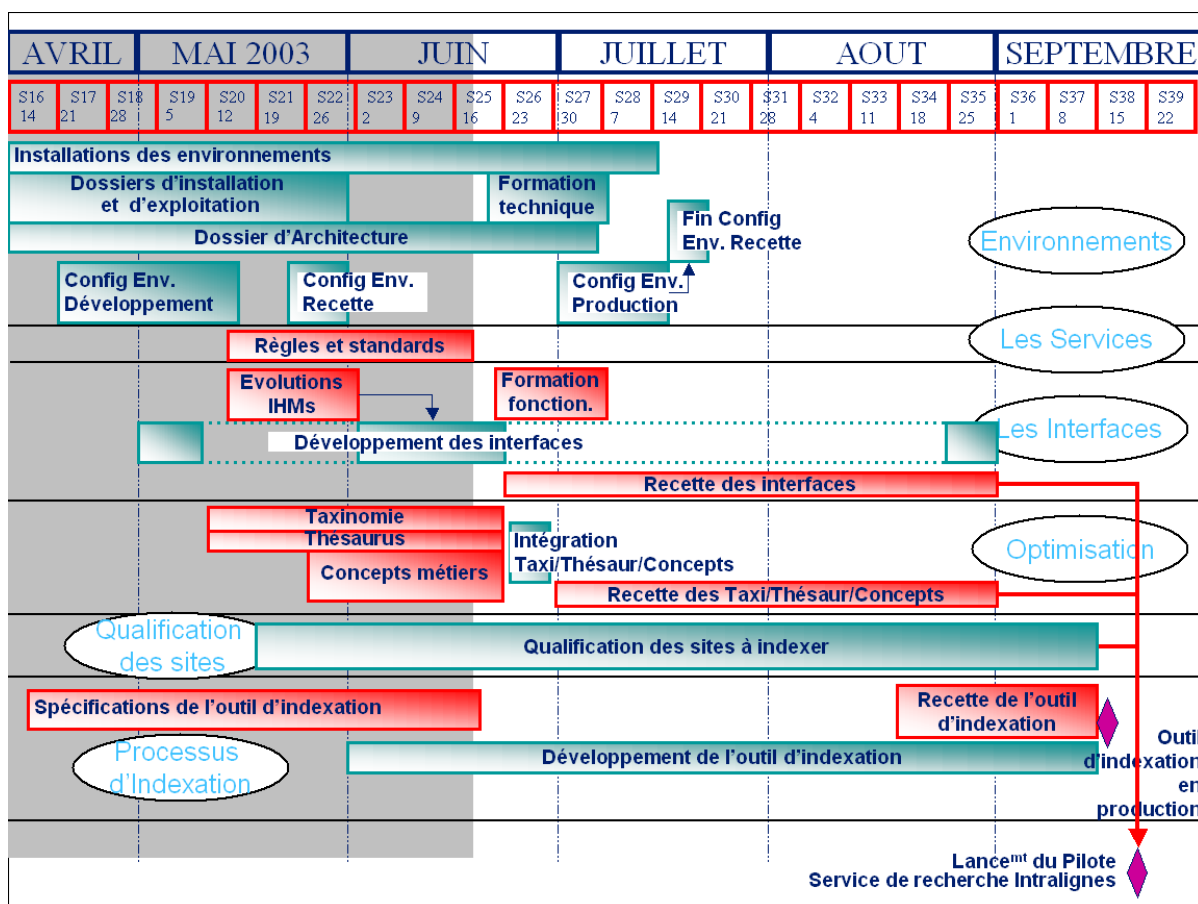 AVRIL MAI 2003 JUIN JUILLET AOUT SEPTEMBRE
S16 S17 S18 S19 S20 S21 S22 S23 S24 S25 S26 S27 S28 S29 S30 S31 S32 S33 S34 S35 S36 S37 S38 S39
14 21 28 5 12 19 26 2 9 16 23 30 7 14 21 28 4 11 18 25 1 8 15 22
Installations des environnements
Dossiers d’installation
et d’exploitation
Formation
technique
Fin Config
Env. Recette
Dossier d’Architecture
Environnements
Config Env.
Développement
Config Env.
Recette
Config Env.
Production
Règles et standards
Les Services
Evolutions
IHMs
Formation
fonction.
Développement des interfaces
Les Interfaces
Recette des interfaces
Taxinomie
Thésaurus
Concepts métiers
Intégration
Taxi/Thésaur/Concepts
Optimisation
Recette des Taxi/Thésaur/Concepts
Qualification
des sites
Qualification des sites à indexer
Spécifications de l’outil d’indexation
Recette de l’outil
d’indexation
Processus
d’Indexation
Développement de l’outil d’indexation
Outil
d’indexation
en
production
Lanceᵐᵗ du Pilote
Service de recherche Intralignes